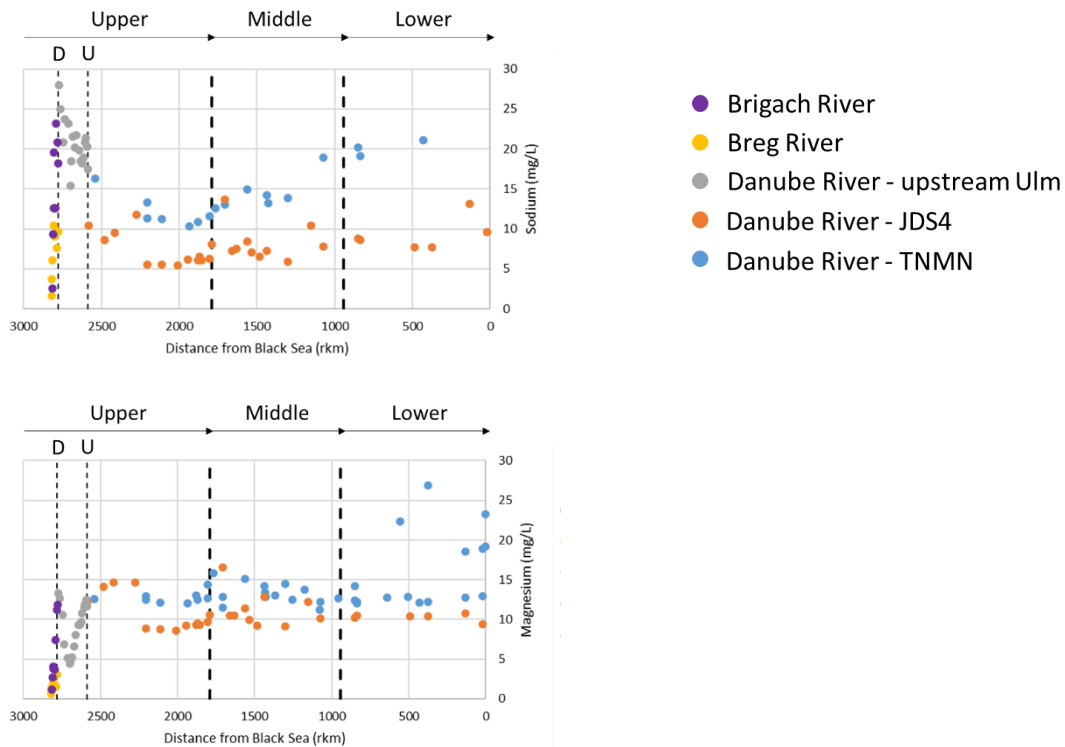 Upper Middle Lower
D U
30
25
20
15
10
5
0
Sodium (mg/L)
3000 2500 2000 1500 1000 500 0
Distance from Black Sea (rkm)
Brigach River
Breg River
Danube River - upstream Ulm
Danube River - JDS4
Danube River - TNMN
Upper Middle Lower
D U
30
25
20
15
10
5
0
Magnesium (mg/L)
3000 2500 2000 1500 1000 500 0
Distance from Black Sea (rkm)